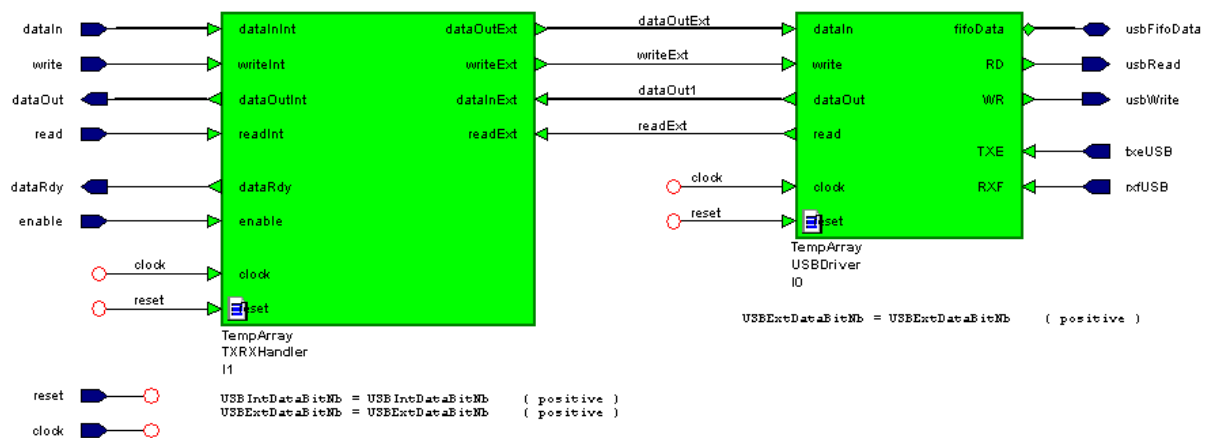 dataIn
write
dataOut
read
dataRdy
enable
clock
reset
dataInInt
writeInt
dataOutInt
readInt
dataRdy
enable
clock
reset
dataOutExt
writeExt
dataInExt
readExt
TempArray
TXRXHandler
I1
USBIntDataBitNb = USBIntDataBitNb ( positive )
USBExtDataBitNb = USBExtDataBitNb ( positive )
reset
clock
dataOutExt
writeExt
dataOut1
readExt
clock
reset
dataIn
write
dataOut
read
clock
reset
fifoData
RD
WR
TXE
RXF
TempArray
USBDriver
I0
USBExtDataBitNb = USBExtDataBitNb ( positive )
usbFifoData
usbRead
usbWrite
txeUSB
rxfUSB